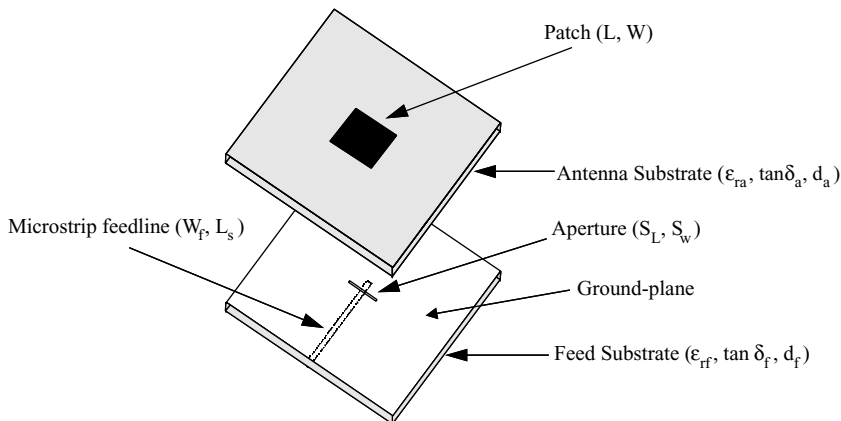 Patch (L, W)
Antenna Substrate (εra, tanδa, da)
Microstrip feedline (Wf, Ls)
Aperture (SL, Sw)
Ground-plane
Feed Substrate (εrf, tan δf, df)